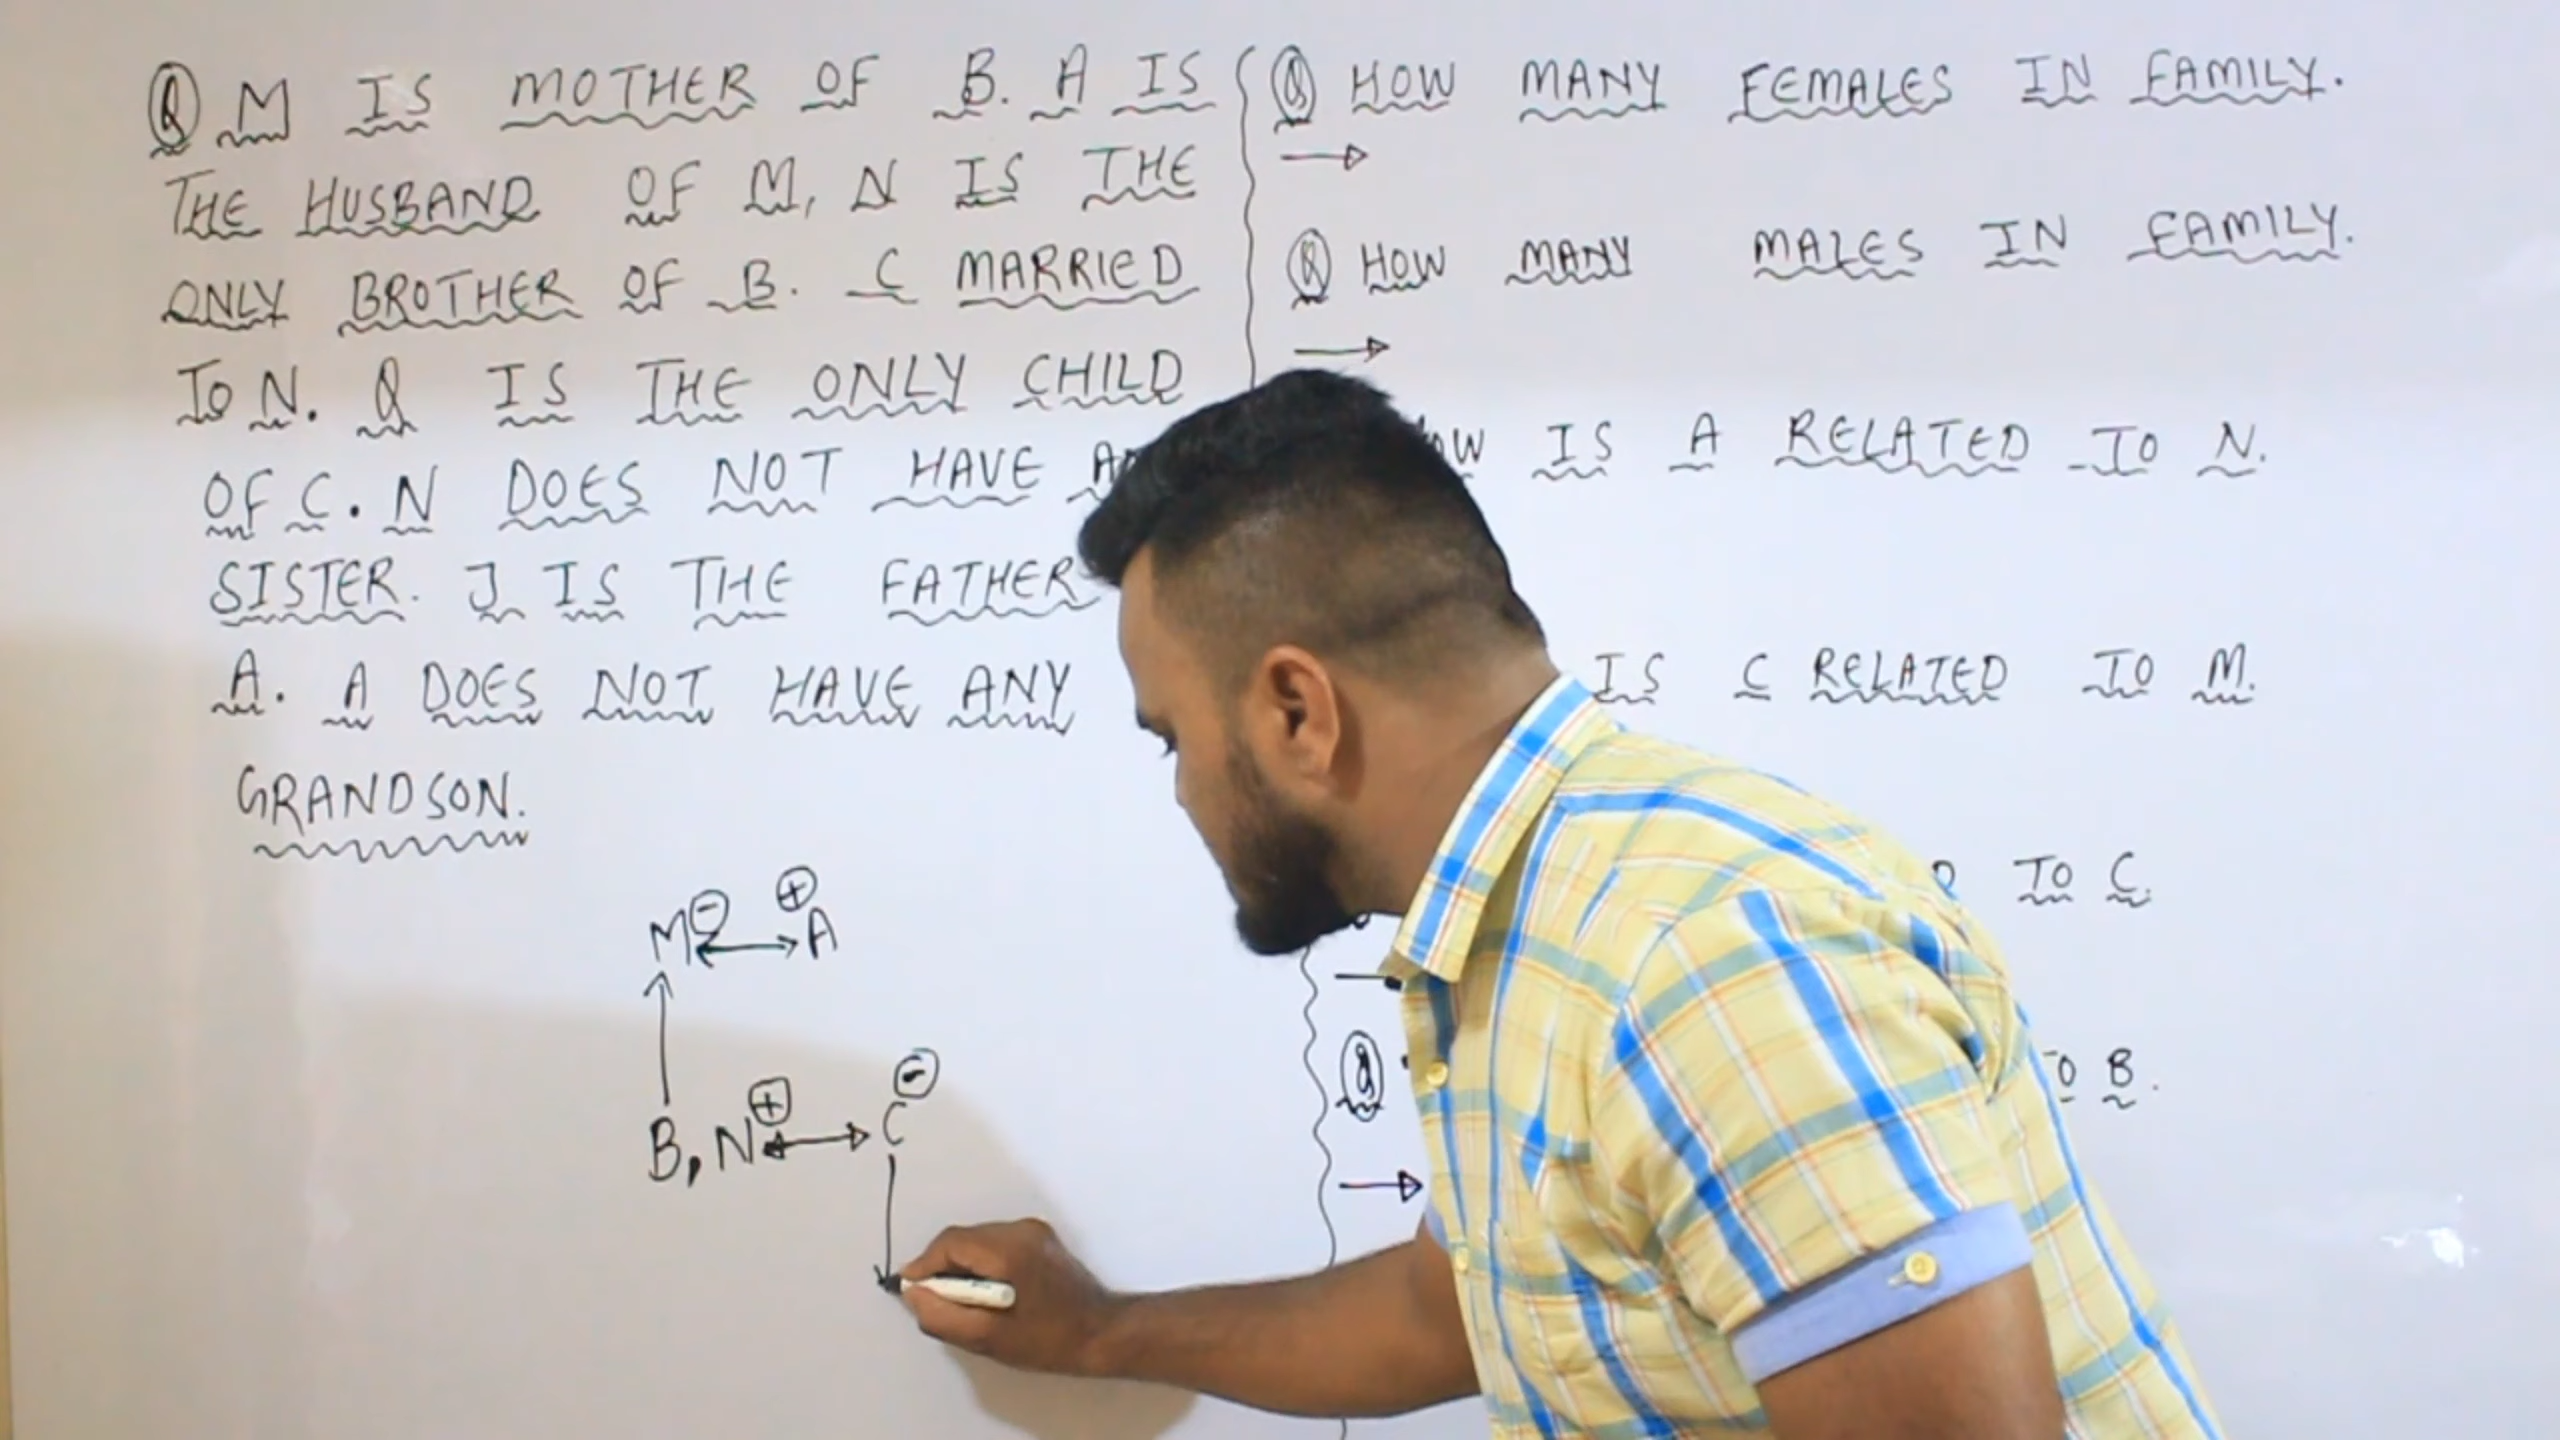 Q M IS MOTHER OF B. A IS
THE HUSBAND OF M, N IS THE
ONLY BROTHER OF B. C MARRIED
TO N. Q IS THE ONLY CHILD
OF C. N DOES NOT HAVE
SISTER. J IS THE FATHER
A. A DOES NOT HAVE ANY
GRANDSON.
M - + A
B, N + C -
Q HOW MANY FEMALES IN FAMILY.
Q HOW MANY MALES IN FAMILY.
IS A RELATED TO N.
IS C RELATED TO M.
TO C.
Q
B.